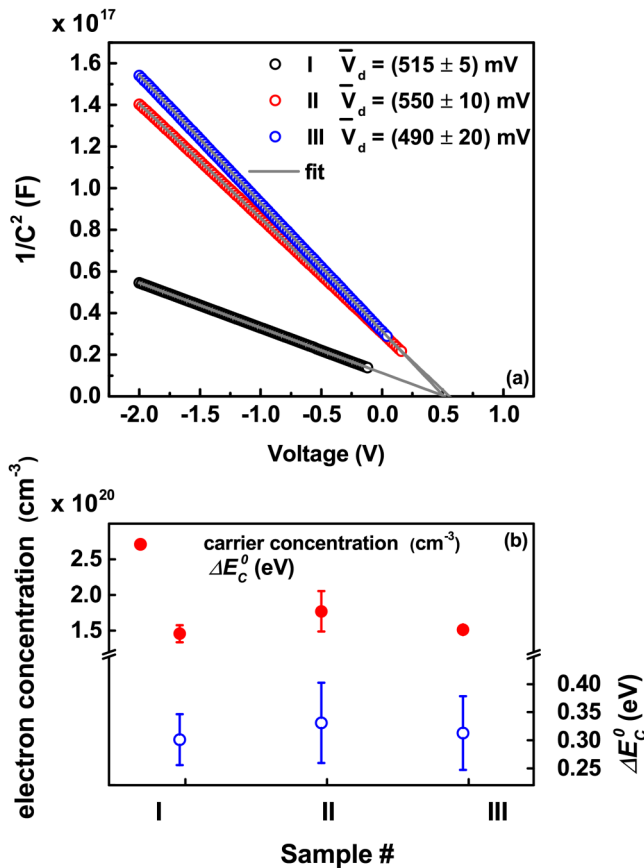 x 10^17
1.6
1.4
1.2
1.0
0.8
0.6
0.4
0.2
0.0
1/C^2 (F)
I V̅_d = (515 ± 5) mV
II V̅_d = (550 ± 10) mV
III V̅_d = (490 ± 20) mV
fit
(a)
-2.0 -1.5 -1.0 -0.5 0.0 0.5 1.0
Voltage (V)
x 10^20
electron concentration (cm^-3)
2.5
2.0
1.5
carrier concentration (cm^-3)
ΔE_C^0 (eV)
(b)
0.40
0.35
0.30
0.25
ΔE_C^0 (eV)
I II III
Sample #